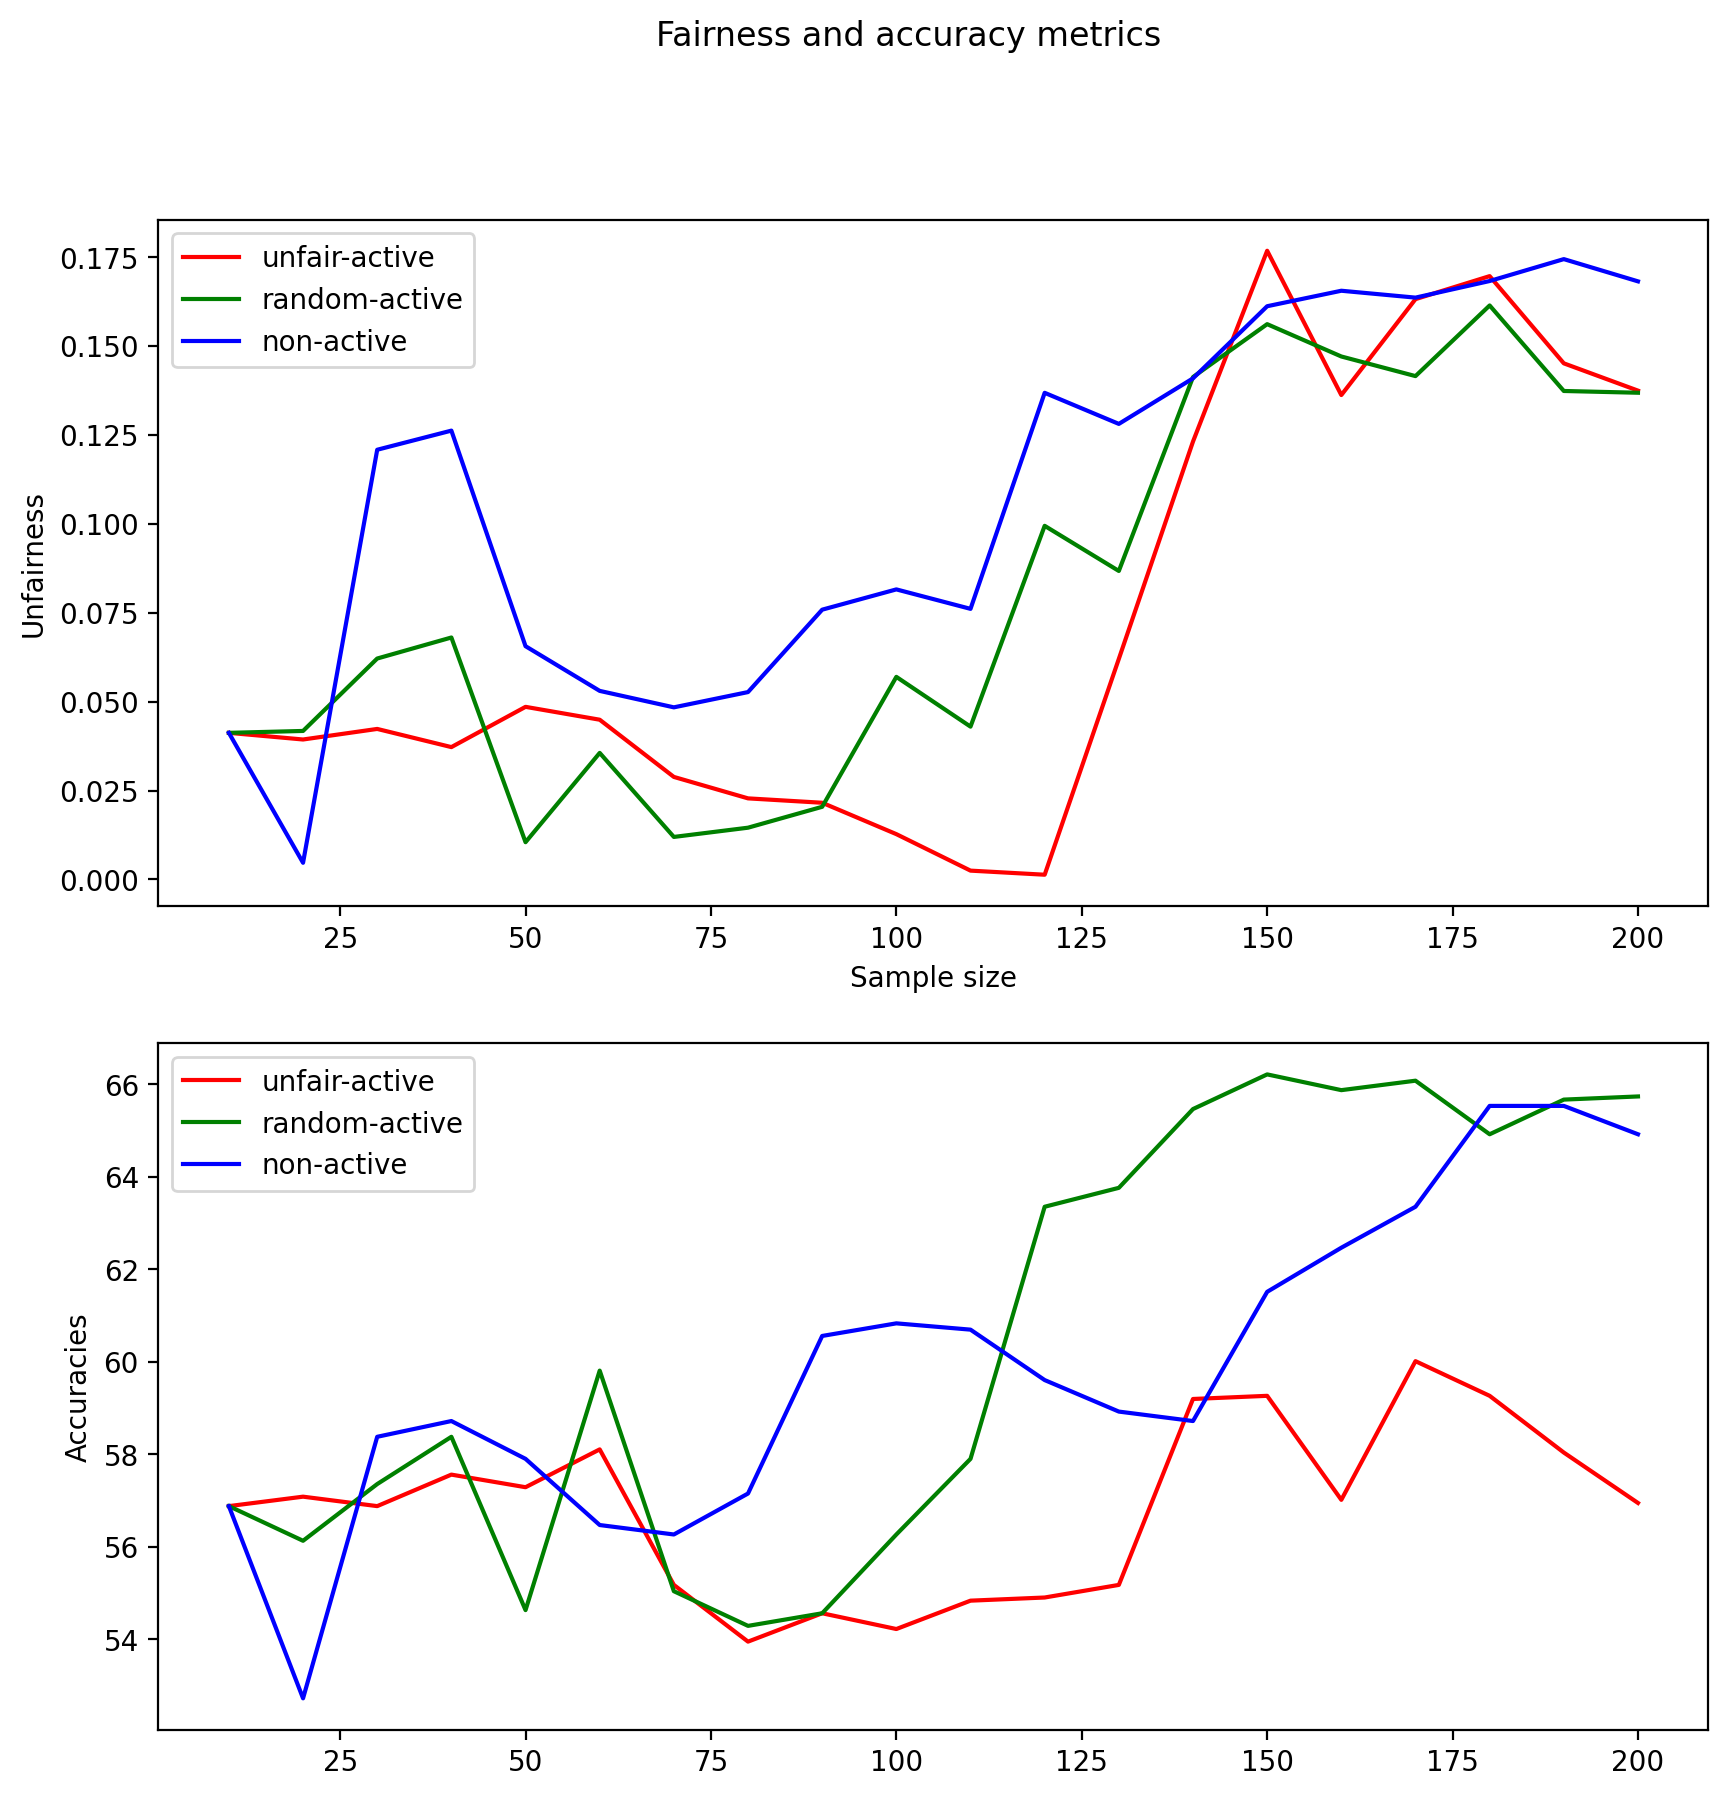 Fairness and accuracy metrics
unfair-active
random-active
non-active
0.175
0.150
0.125
0.100
0.075
0.050
0.025
0.000
Unfairness
25 50 75 100 125 150 175 200
Sample size
unfair-active
random-active
non-active
66
64
62
60
58
56
54
Accuracies
25 50 75 100 125 150 175 200